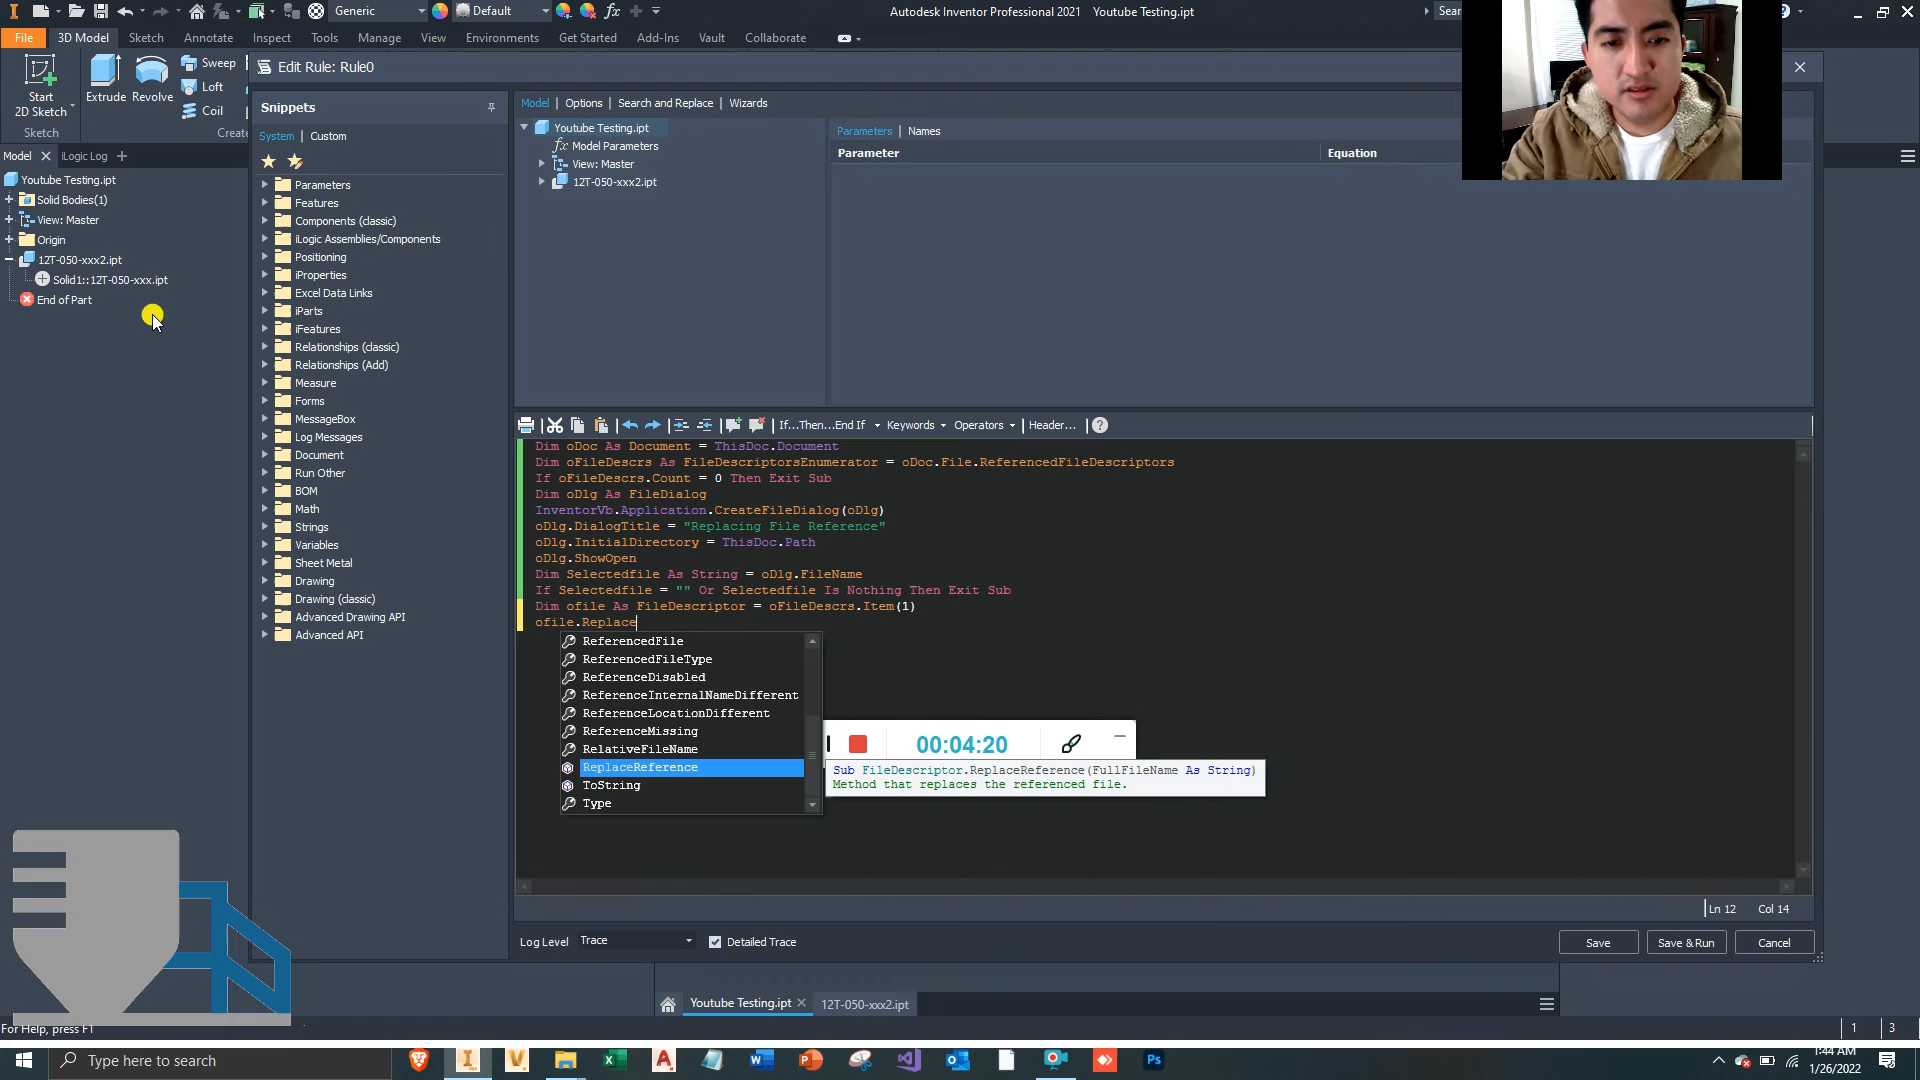 Generic
Default
Autodesk Inventor Professional 2021 Youtube Testing.ipt
Sear
File
3D Model
Sketch
Annotate
Inspect
Tools
Manage
View
Environments
Get Started
Add-Ins
Vault
Collaborate
Start
2D Sketch
Extrude
Revolve
Sweep
Loft
Coil
Sketch
Create
Edit Rule: Rule0
Model
iLogic Log
Youtube Testing.ipt
Solid Bodies(1)
View: Master
Origin
12T-050-xxx2.ipt
Solid1::12T-050-xxx.ipt
End of Part
Snippets
System | Custom
Parameters
Features
Components (classic)
iLogic Assemblies/Components
Positioning
iProperties
Excel Data Links
iParts
iFeatures
Relationships (classic)
Relationships (Add)
Measure
Forms
MessageBox
Log Messages
Document
Run Other
BOM
Math
Strings
Variables
Sheet Metal
Drawing
Drawing (classic)
Advanced Drawing API
Advanced API
Model | Options | Search and Replace | Wizards
Youtube Testing.ipt
Model Parameters
View: Master
12T-050-xxx2.ipt
Parameters | Names
Parameter
Equation
If...Then...End If
Keywords
Operators
Header...
Dim oDoc As Document = ThisDoc.Document
Dim oFileDescrs As FileDescriptorsEnumerator = oDoc.File.ReferencedFileDescriptors
If oFileDescrs.Count = 0 Then Exit Sub
Dim oDlg As FileDialog
InventorVb.Application.CreateFileDialog(oDlg)
oDlg.DialogTitle = "Replacing File Reference"
oDlg.InitialDirectory = ThisDoc.Path
oDlg.ShowOpen
Dim Selectedfile As String = oDlg.FileName
If Selectedfile = "" Or Selectedfile Is Nothing Then Exit Sub
Dim ofile As FileDescriptor = oFileDescrs.Item(1)
ofile.Replace
ReferencedFile
ReferencedFileType
ReferenceDisabled
ReferenceInternalNameDifferent
ReferenceLocationDifferent
ReferenceMissing
RelativeFileName
ReplaceReference
ToString
Type
00:04:20
Sub FileDescriptor.ReplaceReference(FullFileName As String)
Method that replaces the referenced file.
Ln 12
Col 14
Log Level
Trace
Detailed Trace
Save
Save & Run
Cancel
Youtube Testing.ipt
12T-050-xxx2.ipt
For Help, press F1
1
3
Type here to search
1:44 AM
1/26/2022